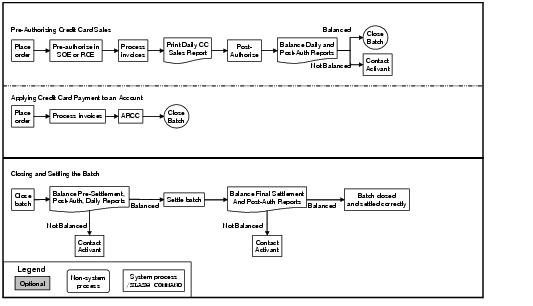 Pre-Authorising Credit Card Sales
Balanced
Close
Batch
Place
order
Pre-authorise in
SOE or RCE
Process
Invoices
Print Daily CC
Sales Report
Post-
Authorise
Balance Daily and
Post-Auth Reports
Not Balanced
Contact
Activant
Applying Credit Card Payment to an Account
Place
order
Process invoices
ARCC
Close
Batch
Closing and Settling the Batch
Close
batch
Balance Pre-Settlement,
Post-Auth, Daily Reports
Balanced
Settle batch
Balance Final Settlement
And Post-Auth Reports
Balanced
Batch closed
and settled correctly
Not Balanced
Contact
Activant
Not Balanced
Contact
Activant
Legend
Optional
Non-system
process
System process
/SLASH COMMAND